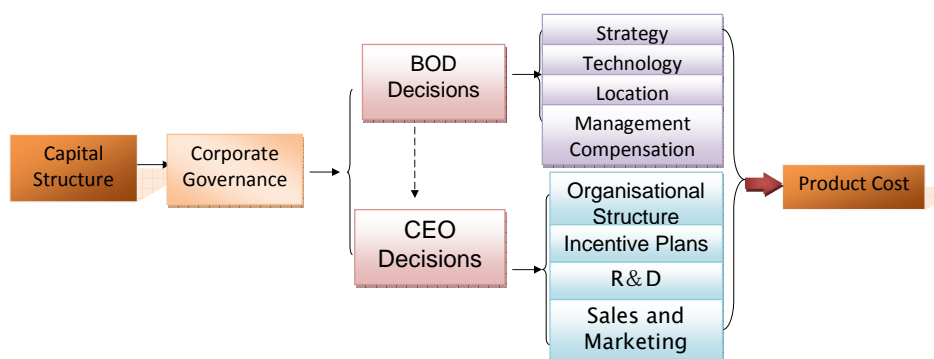 Capital
Structure
Corporate
Governance
BOD
Decisions
CEO
Decisions
Strategy
Technology
Location
Management
Compensation
Organisational
Structure
Incentive Plans
R&D
Sales and
Marketing
Product Cost